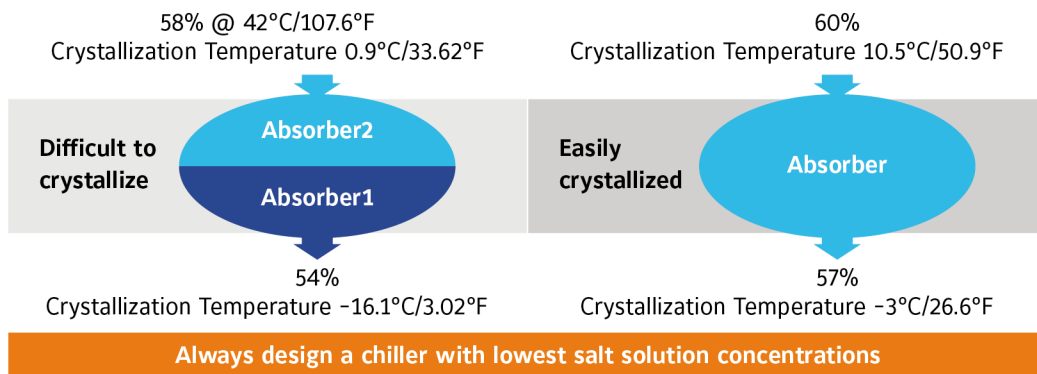 58% @ 42°C/107.6°F
Crystallization Temperature 0.9°C/33.62°F
Difficult to
crystallize
Absorber2
Absorber1
54%
Crystallization Temperature -16.1°C/3.02°F
60%
Crystallization Temperature 10.5°C/50.9°F
Easily
crystallized
Absorber
57%
Crystallization Temperature -3°C/26.6°F
Always design a chiller with lowest salt solution concentrations